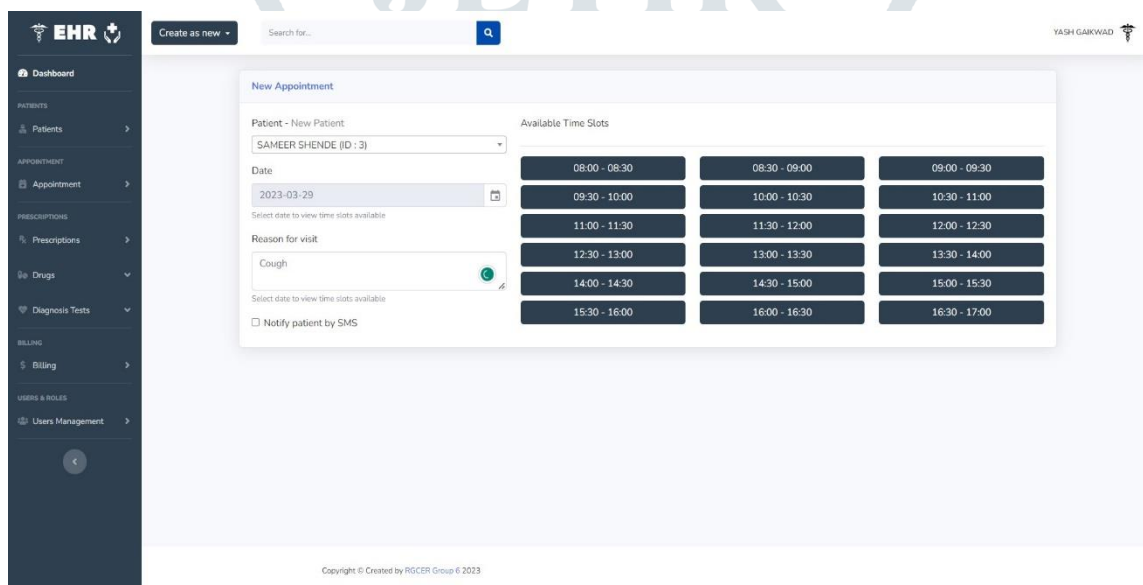 EHR
Create as new
Search for...
YASH GAIKWAD
Dashboard
PATIENTS
Patients
APPOINTMENT
Appointment
PRESCRIPTIONS
Prescriptions
Drugs
Diagnosis Tests
BILLING
$ Billing
USERS & ROLES
Users Management
New Appointment
Patient - New Patient
SAMEER SHENDE (ID : 3)
Date
2023-03-29
Select date to view time slots available
Reason for visit
Cough
Select date to view time slots available
Notify patient by SMS
Available Time Slots
08:00 - 08:30 08:30 - 09:00 09:00 - 09:30
09:30 - 10:00 10:00 - 10:30 10:30 - 11:00
11:00 - 11:30 11:30 - 12:00 12:00 - 12:30
12:30 - 13:00 13:00 - 13:30 13:30 - 14:00
14:00 - 14:30 14:30 - 15:00 15:00 - 15:30
15:30 - 16:00 16:00 - 16:30 16:30 - 17:00
Copyright © Created by RGCER Group 6 2023